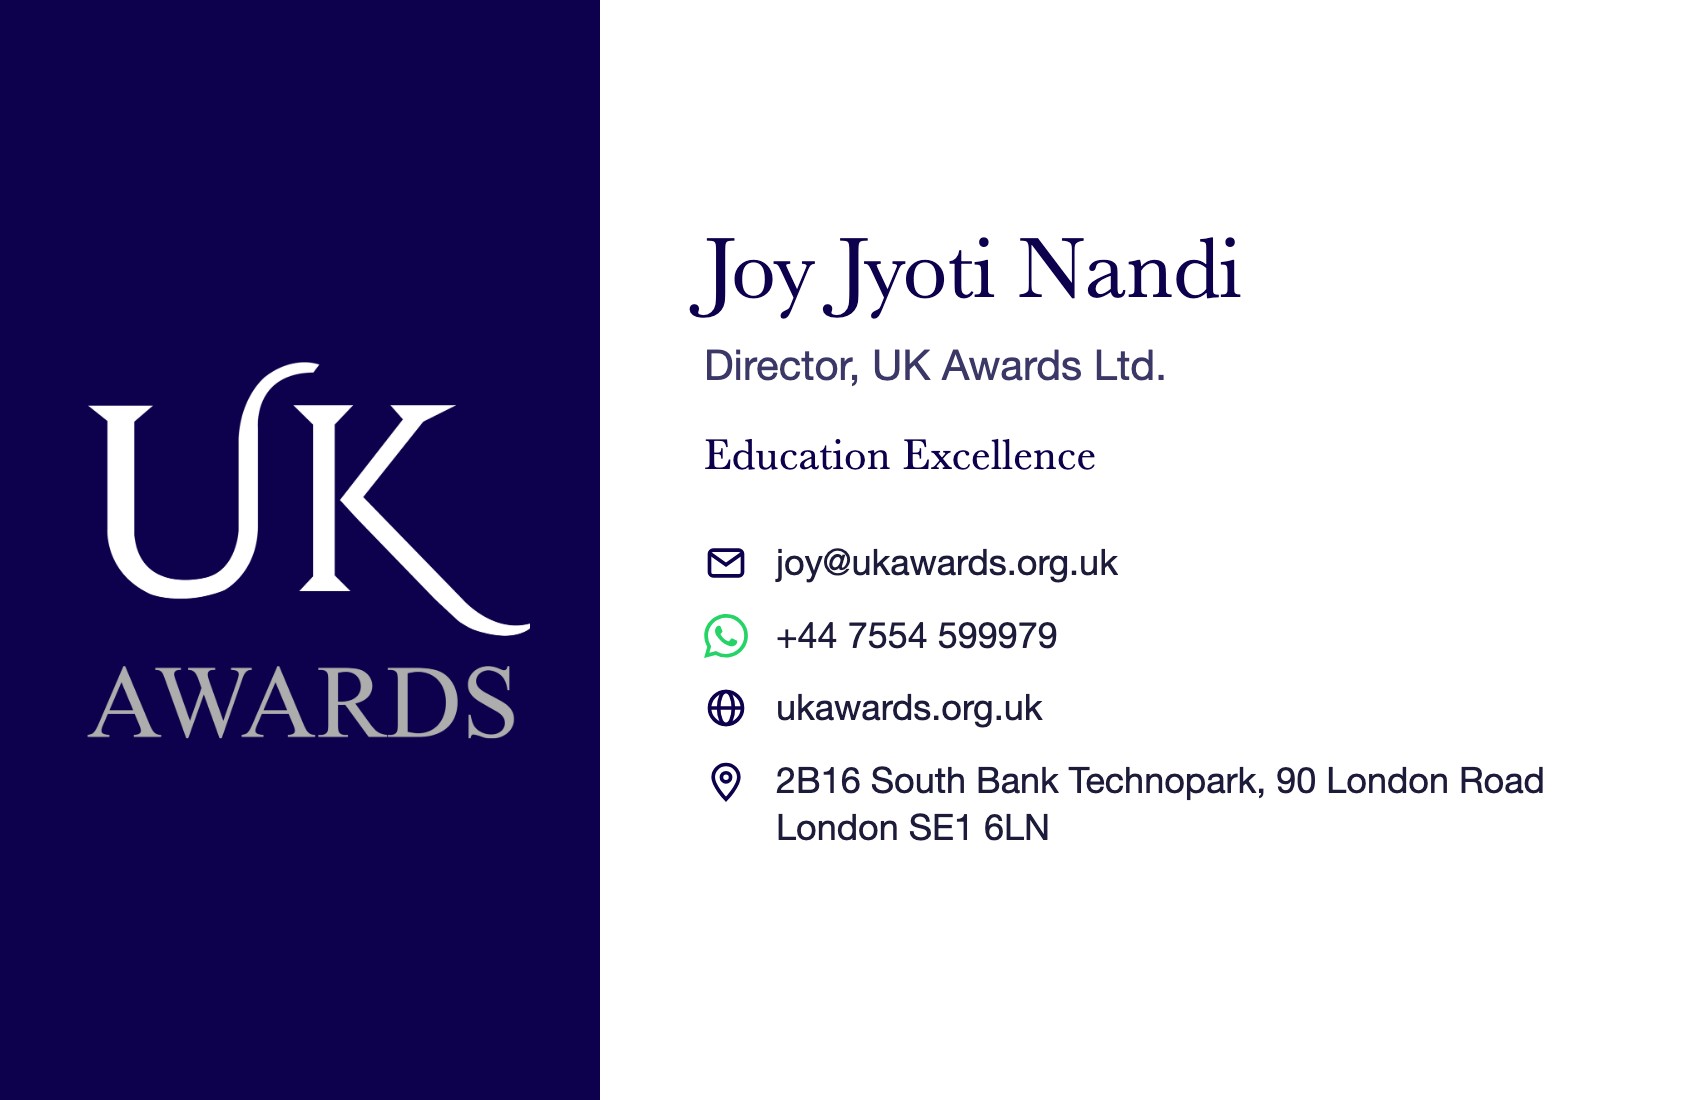 UK
AWARDS
Joy Jyoti Nandi
Director, UK Awards Ltd.
Education Excellence
joy@ukawards.org.uk
+44 7554 599979
ukawards.org.uk
2B16 South Bank Technopark, 90 London Road
London SE1 6LN